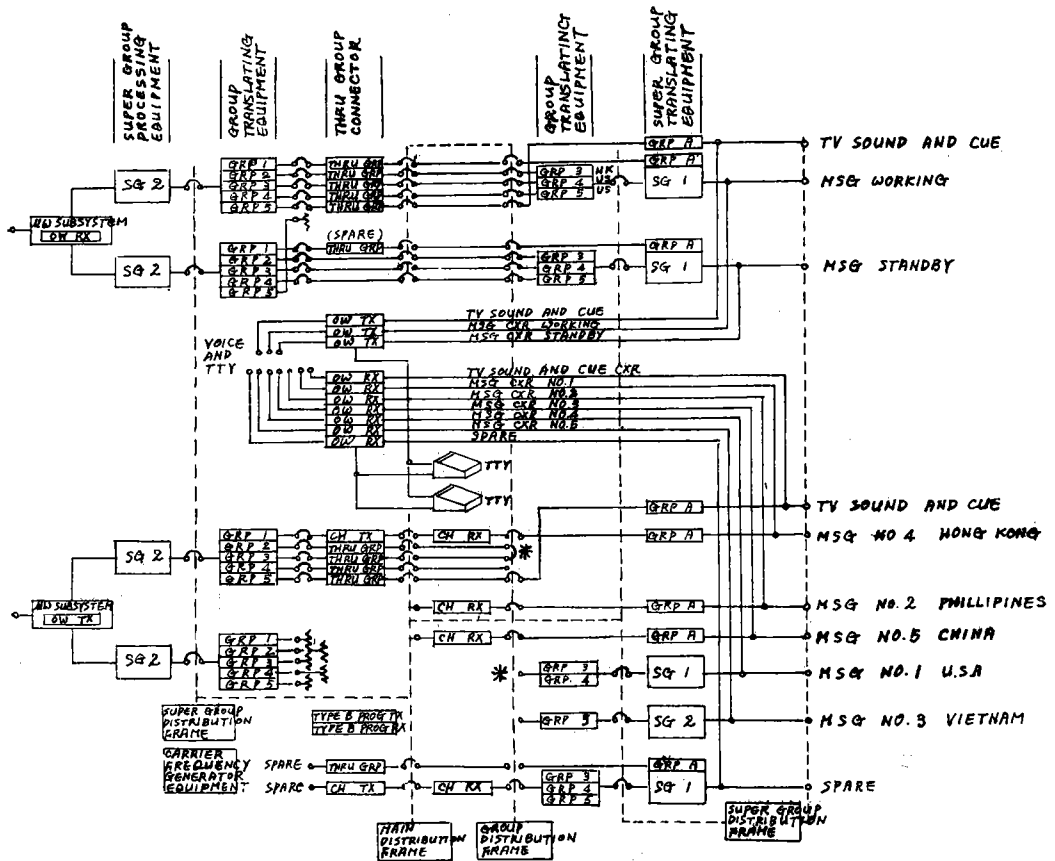 SUPER GROUP
PROCESSING
EQUIPMENT
GROUP
TRANSLATING
EQUIPMENT
THRU GROUP
CONNECTOR
GROUP
TRANSLATINCT
EQUIPMENT
SUPER GROUP
TRANSLATING
EQUIPMENT
GRP A
TV SOUND AND CUE
GRP 1
GRP 2
GRP 3
GRP 4
GRP 5
THRU GRP
THRU GRP
THRU GRP
THRU GRP
THRU GRP
GRP A
GRP 3
GRP 4
GRP 5
HK
US
US
SG 2
SG 1
MSG WORKING
MW SUBSYSTEM
OW RX
(SPARE)
GRP 1
GRP 2
GRP 3
GRP 4
GRP 5
THRU GRP
GRP A
GRP 3
GRP 4
GRP 5
SG 2
SG 1
MSG STANDBY
VOICE
AND
TTY
OW TX
OW TX
OW TX
TV SOUND AND CUE
MSG CXR WORKING
MSG CXR STANDBY
OW RX
OW RX
OW RX
OW RX
OW RX
OW RX
OW RX
TV SOUND AND CUE CXR
MSG CXR NO.1
MSG CXR NO.2
MSG CXR NO.3
MSG CXR NO.4
MSG CXR NO.5
SPARE
TTY
TTY
GRP A
TV SOUND AND CUE
GRP 1
GRP 2
GRP 3
GRP 4
GRP 5
CH TX
THRU GRP
THRU GRP
THRU GRP
THRU GRP
CH RX
*
GRP A
MSG NO 4 HONG KONG
SG 2
MW SUBSYSTEM
OW TX
CH RX
GRP A
MSG NO.2 PHILLIPINES
CH RX
GRP A
MSG NO.5 CHINA
SG 2
GRP 1
GRP 2
GRP 3
GRP 4
GRP 5
*
GRP 3
GRP. 4
SG 1
MSG NO.1 U.SA
GRP 5
SG 2
MSG NO.3 VIETNAM
SUPER GROUP
DISTRIBUTION
FRAME
TYPE B PROG TX
TYPE B PROG RX
CARRIER
FREQUENCY
GENERATOR
EQUIPMENT
SPARE
THRU GRP
GRP A
SPARE
CH TX
CH RX
GRP 3
GRP 4
GRP 5
SG 1
SPARE
MAIN
DISTRIBUTION
FRAME
GROUP
DISTRIBUTION
FRAME
SUPER GROUP
DISTRIBUTION
FRAME